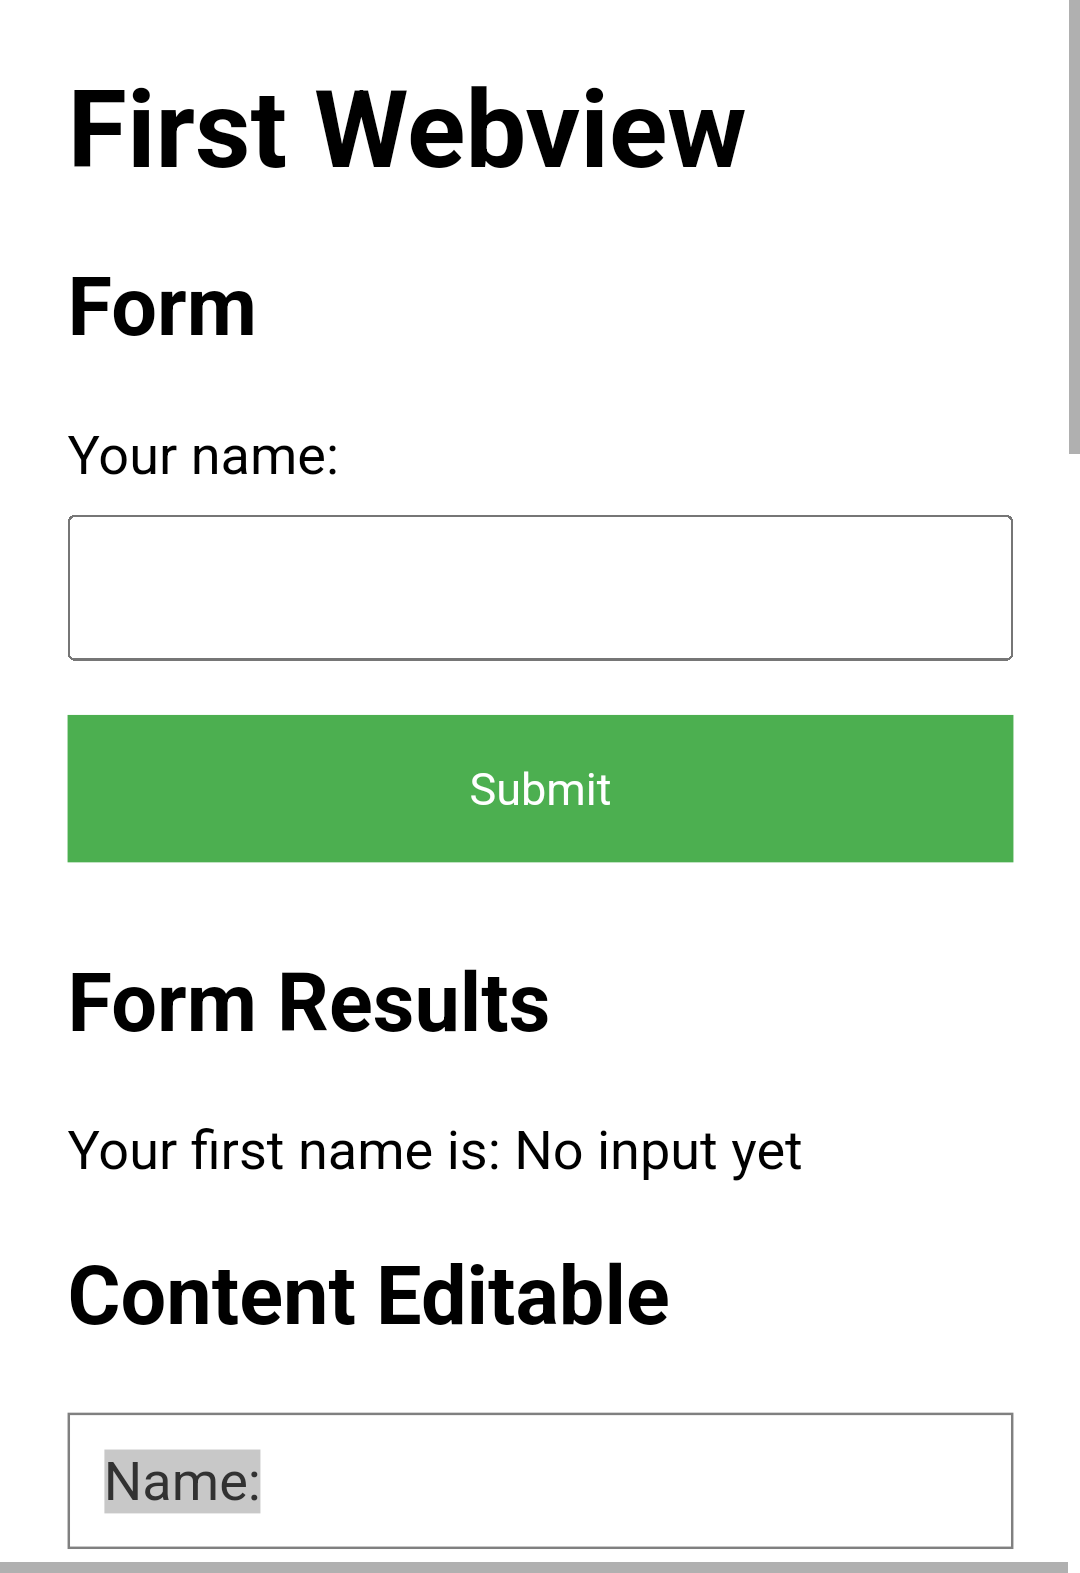 First Webview
Form
Your name:
Submit
Form Results
Your first name is: No input yet
Content Editable
Name: